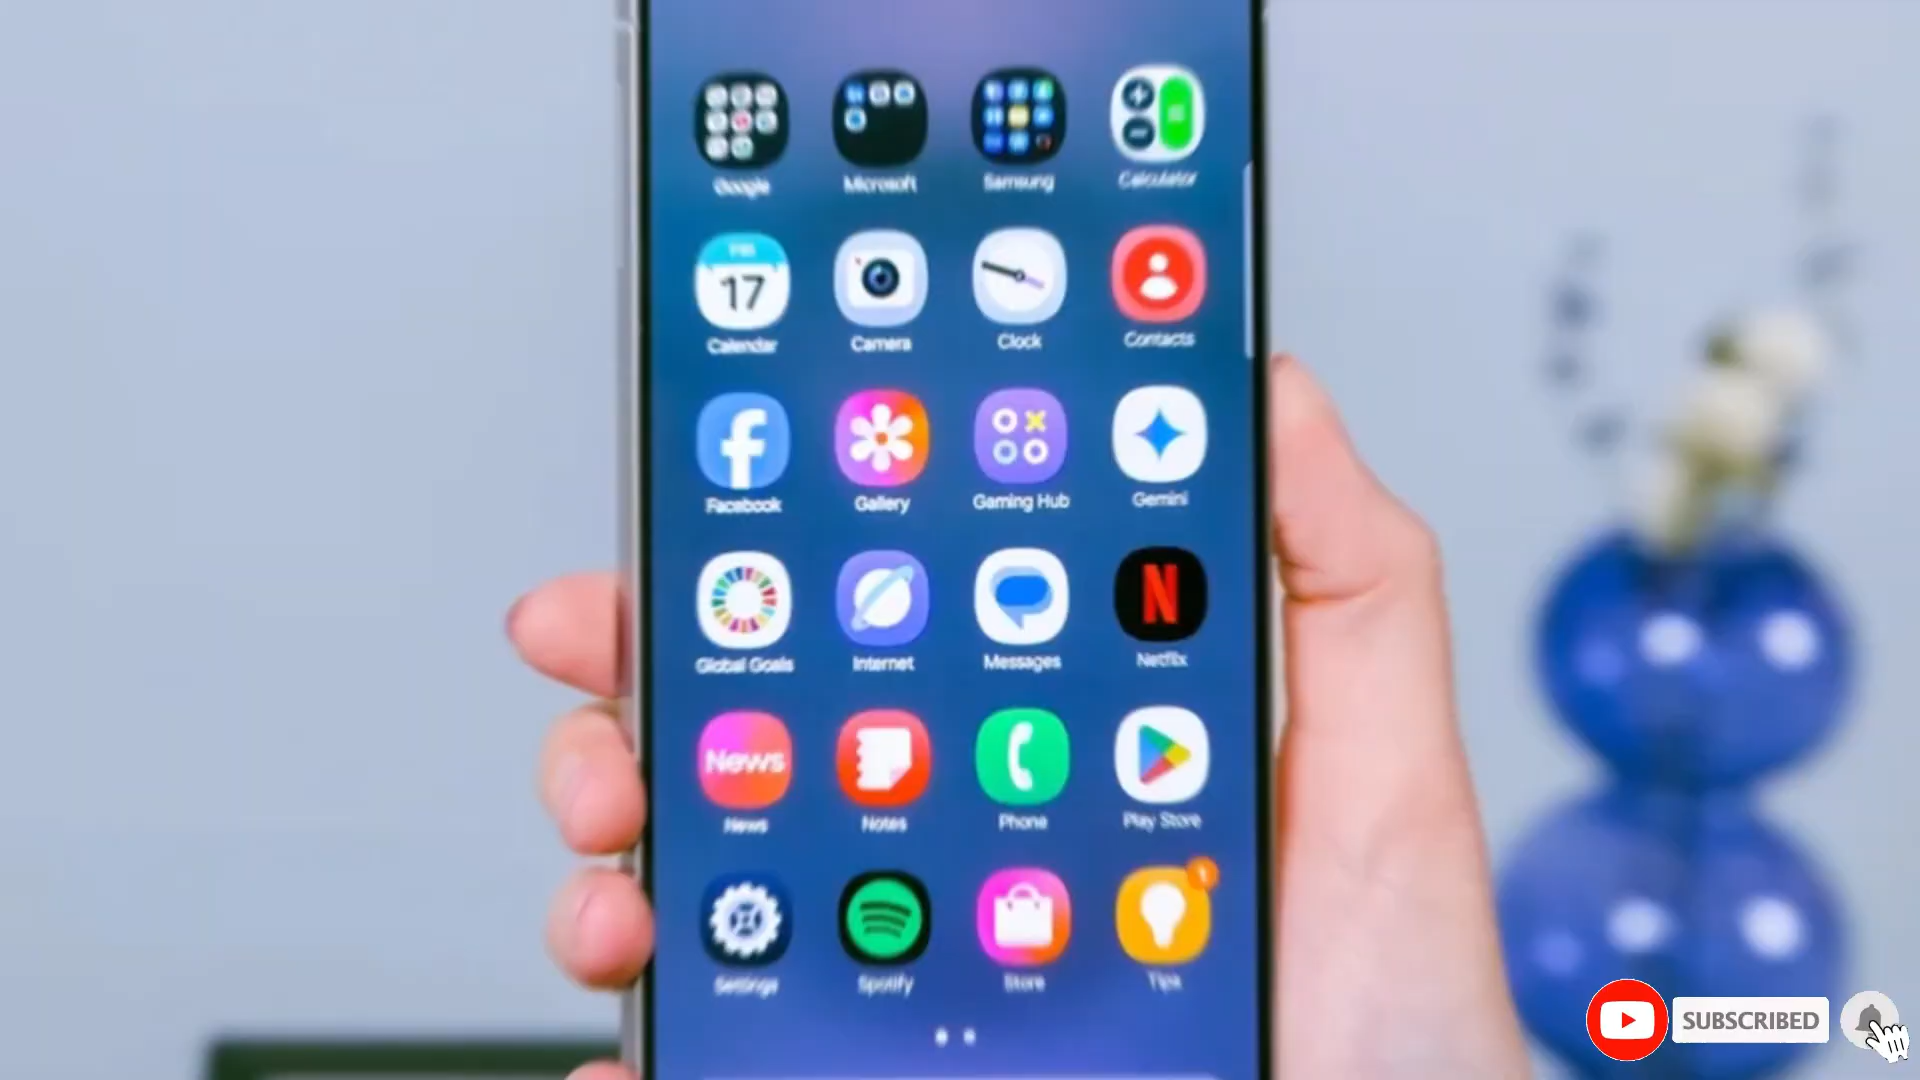 Google Microsoft Samsung Calculator
FRI
17
Calendar Camera Clock Contacts
Facebook Gallery Gaming Hub Gemini
N
Global Goals Internet Messages Netflix
News
News Notes Phone Play Store
Settings Spotify Store Tips
SUBSCRIBED